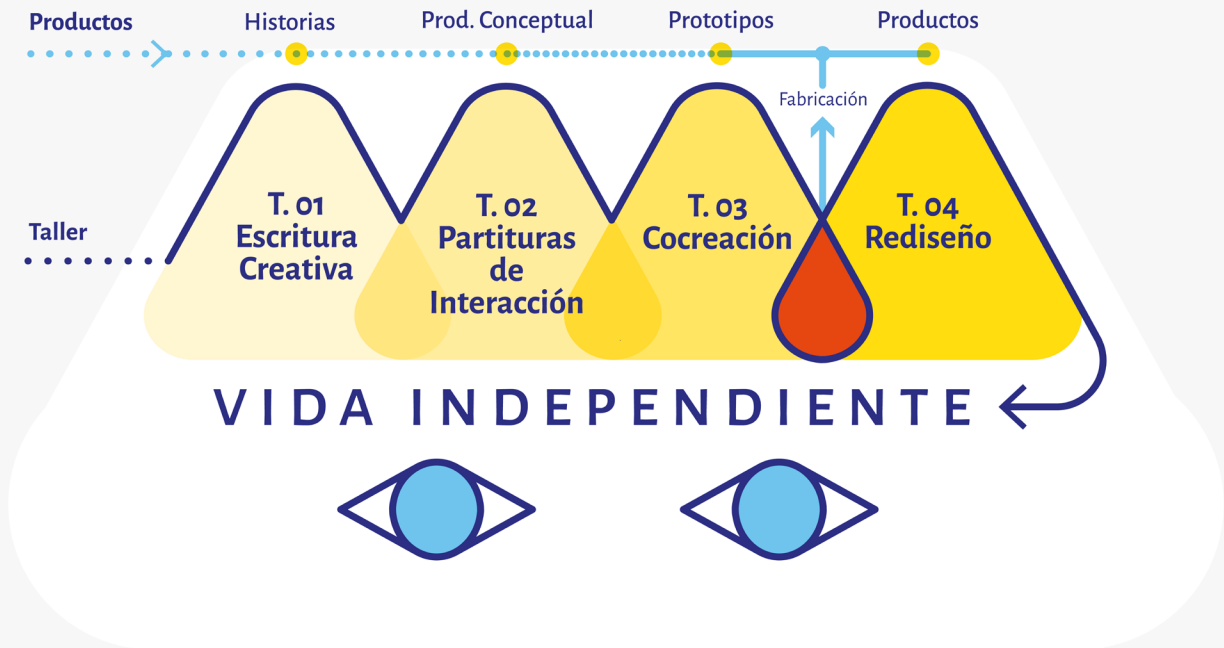 Productos
Historias
Prod. Conceptual
Prototipos
Productos
Fabricación
Taller
T. 01
Escritura
Creativa
T. 02
Partituras
de
Interacción
T. 03
Cocreación
T. 04
Rediseño
VIDA INDEPENDIENTE